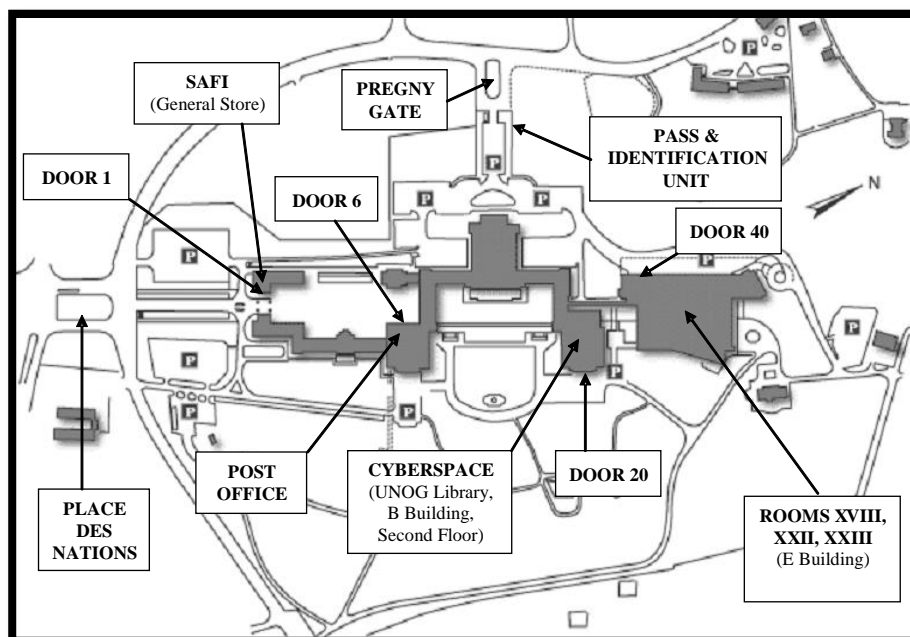 SAFI
(General Store)
PREGNY
GATE
P
P
PASS &
IDENTIFICATION
UNIT
DOOR 1
DOOR 6
P
N
P
P
DOOR 40
P
P
P
P
P
P
P
POST
OFFICE
CYBERSPACE
(UNOG Library,
B Building,
Second Floor)
DOOR 20
PLACE
DES
NATIONS
ROOMS XVIII,
XXII, XXIII
(E Building)